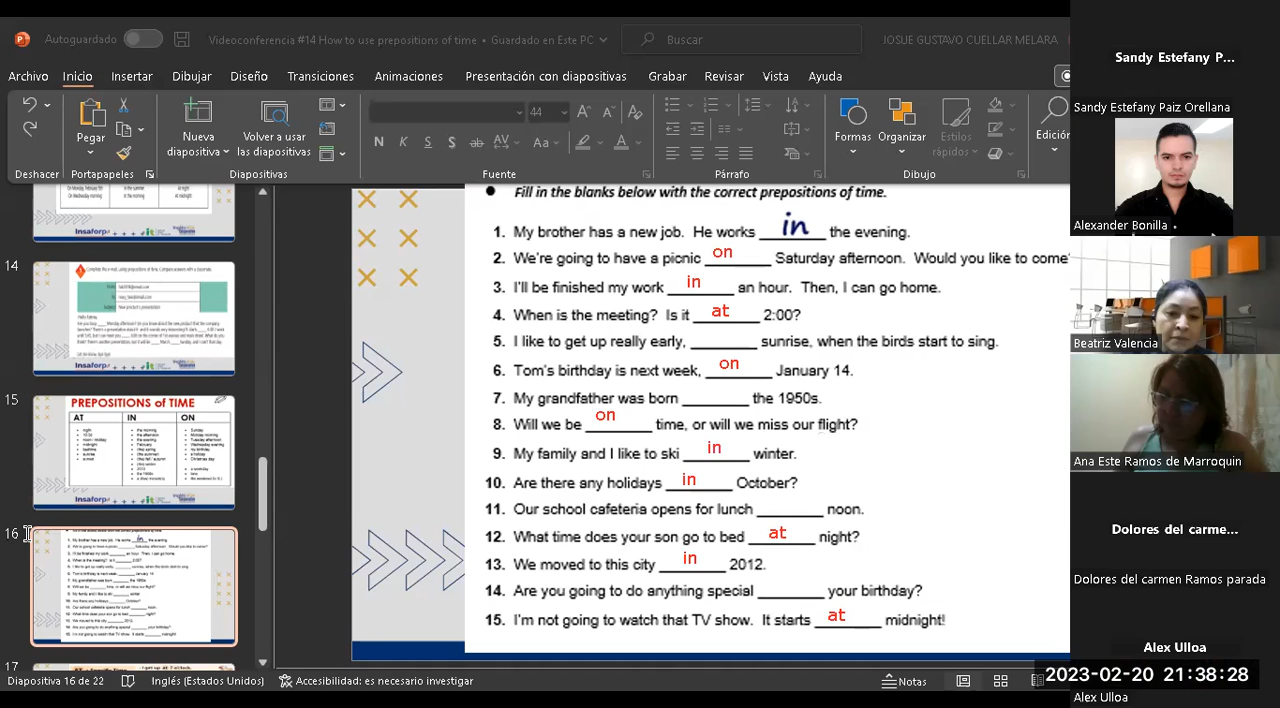 Autoguardado
Videoconferencia #14 How to use prepositions of time • Guardado en Este PC
Buscar
JOSUE GUSTAVO CUELLAR MELARA
Archivo Inicio Insertar Dibujar Diseño Transiciones Animaciones Presentación con diapositivas Grabar Revisar Vista Ayuda
Pegar
Nueva diapositiva
Volver a usar las diapositivas
44
N K S S ab AV Aa A
Formas Organizar Estilos rápidos Edición
Deshacer Portapapeles Diapositivas Fuente Párrafo Dibujo
14
15
PREPOSITIONS of TIME
AT IN ON
16
17
Insaforp
Fill in the blanks below with the correct prepositions of time.
1. My brother has a new job. He works in the evening.
2. We're going to have a picnic on Saturday afternoon. Would you like to come
3. I'll be finished my work in an hour. Then, I can go home.
4. When is the meeting? Is it at 2:00?
5. I like to get up really early, ________ sunrise, when the birds start to sing.
6. Tom's birthday is next week, on January 14.
7. My grandfather was born ________ the 1950s.
8. Will we be on time, or will we miss our flight?
9. My family and I like to ski in winter.
10. Are there any holidays in October?
11. Our school cafeteria opens for lunch ________ noon.
12. What time does your son go to bed at night?
13. We moved to this city in 2012.
14. Are you going to do anything special ________ your birthday?
15. I'm not going to watch that TV show. It starts at midnight!
Diapositiva 16 de 22
Inglés (Estados Unidos)
Accesibilidad: es necesario investigar
Notas
Sandy Estefany P...
Sandy Estefany Paiz Orellana
Alexander Bonilla
Beatriz Valencia
Ana Este Ramos de Marroquin
Dolores del carme...
Dolores del carmen Ramos parada
Alex Ulloa
2023-02-20 21:38:28
Alex Ulloa